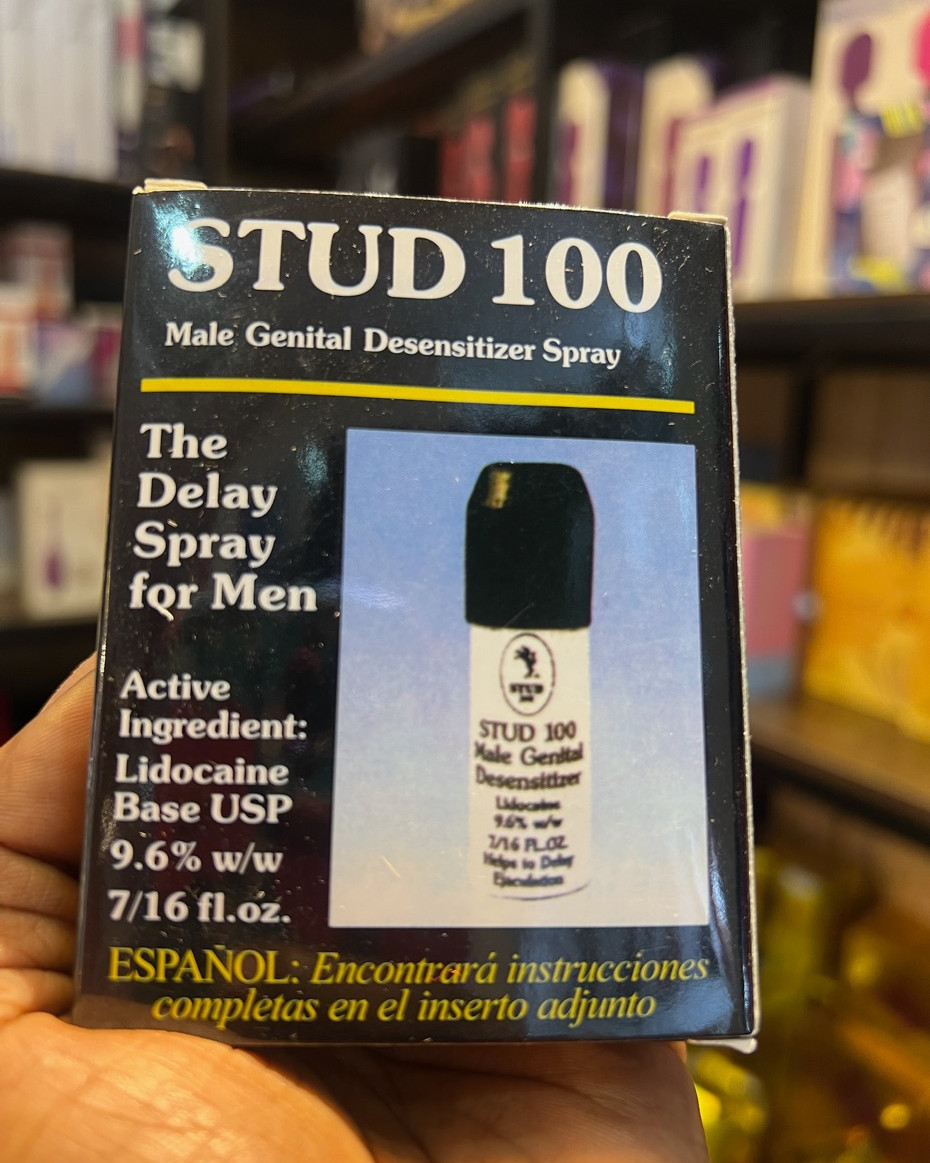 STUD 100
Male Genital Desensitizer Spray
The
Delay
Spray
for Men
Active
Ingredient:
Lidocaine
Base USP
9.6% w/w
7/16 fl.oz.
STUD
100
STUD 100
Male Genital
Desensitizer
Lidocaine
9.6% w/w
7/16 FL.OZ.
Helps to Delay
Ejaculation
ESPAÑOL: Encontrará instrucciones
completas en el inserto adjunto